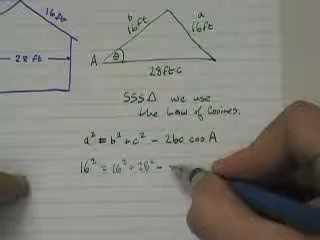 16ft
28 ft
b
16ft
a
16ft
A θ
28ft c
SSS△ we use
the Law of Cosines.
a² = b² + c² - 2bc cos A
16² = 16² + 28² -